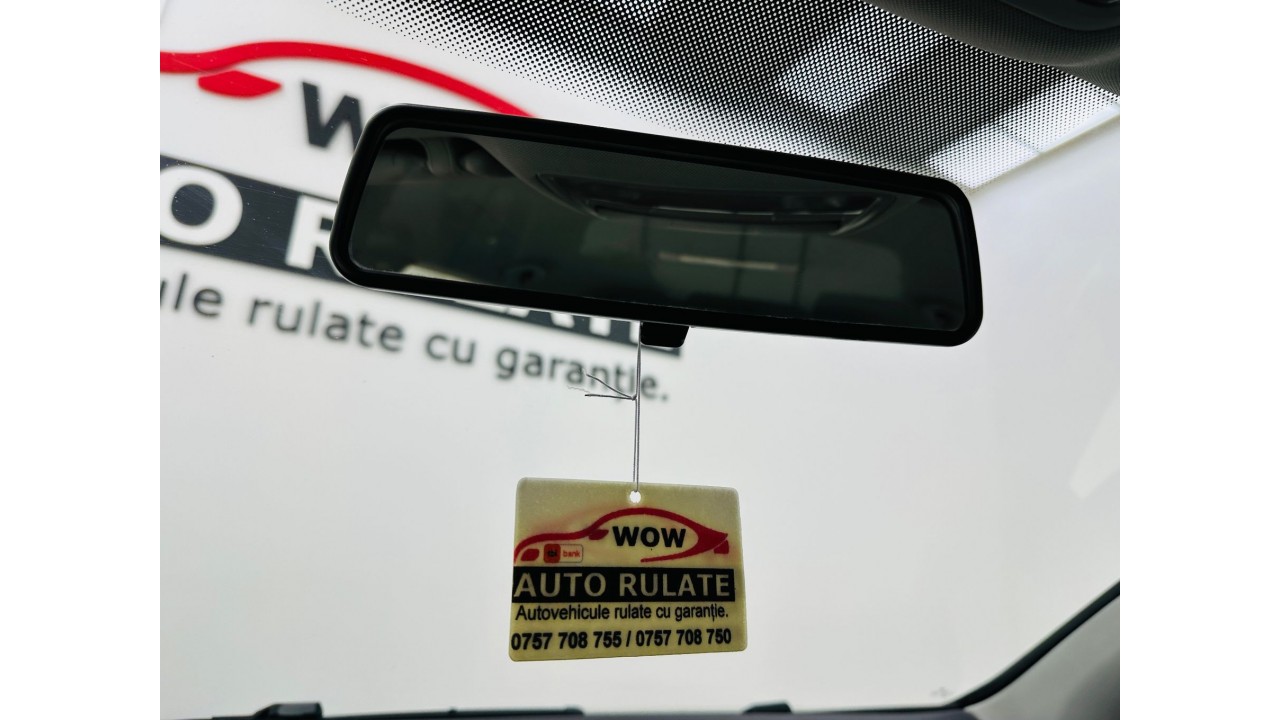 W
O R
ule rulate cu garanție.
WOW
bank
AUTO RULATE
Autovehicule rulate cu garanție.
0757 708 755 / 0757 708 750